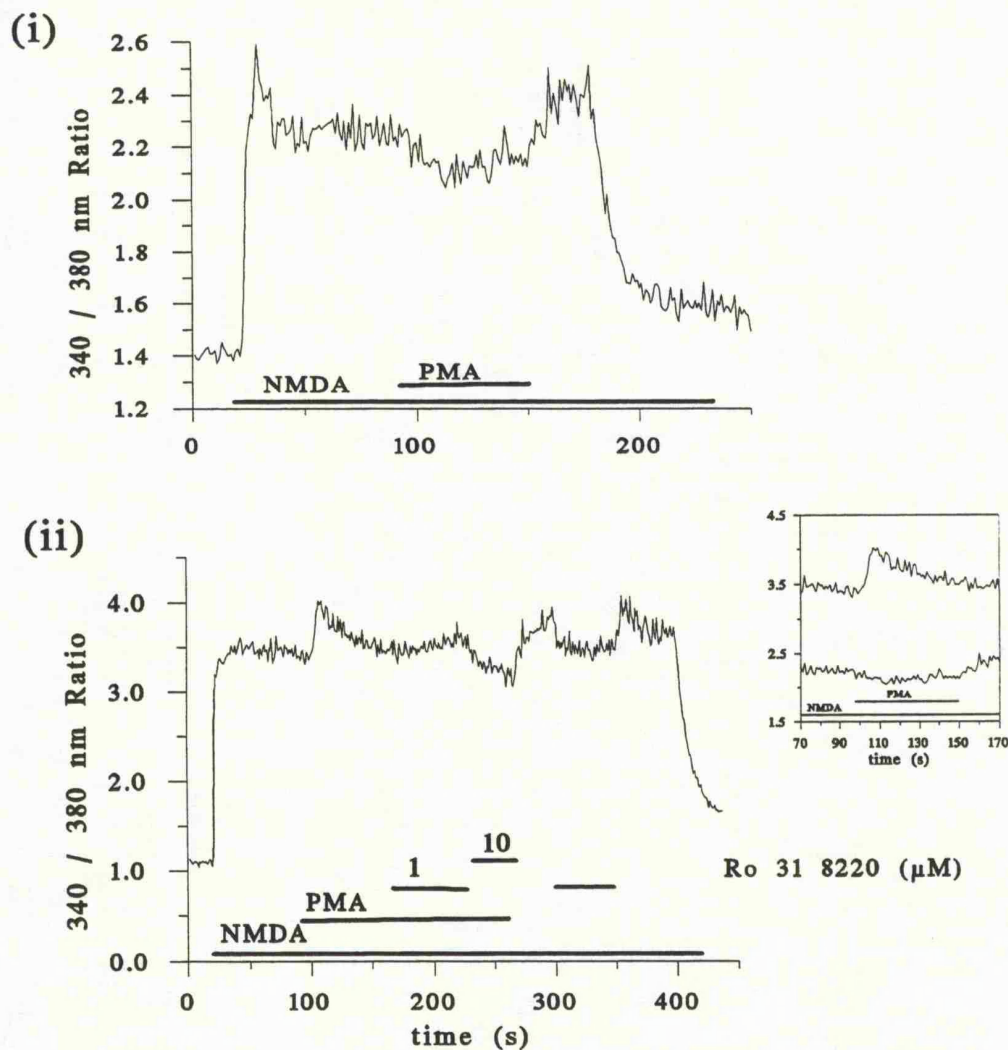 (i)
340 / 380 nm Ratio
2.6
2.4
2.2
2.0
1.8
1.6
1.4
1.2
NMDA
PMA
0
100
200
(ii)
340 / 380 nm Ratio
4.0
3.0
2.0
1.0
0.0
1
10
PMA
NMDA
Ro 31 8220 (µM)
0
100
200
300
400
time (s)
4.5
3.5
2.5
1.5
PMA
NMDA
70
90
110
130
150
170
time (s)